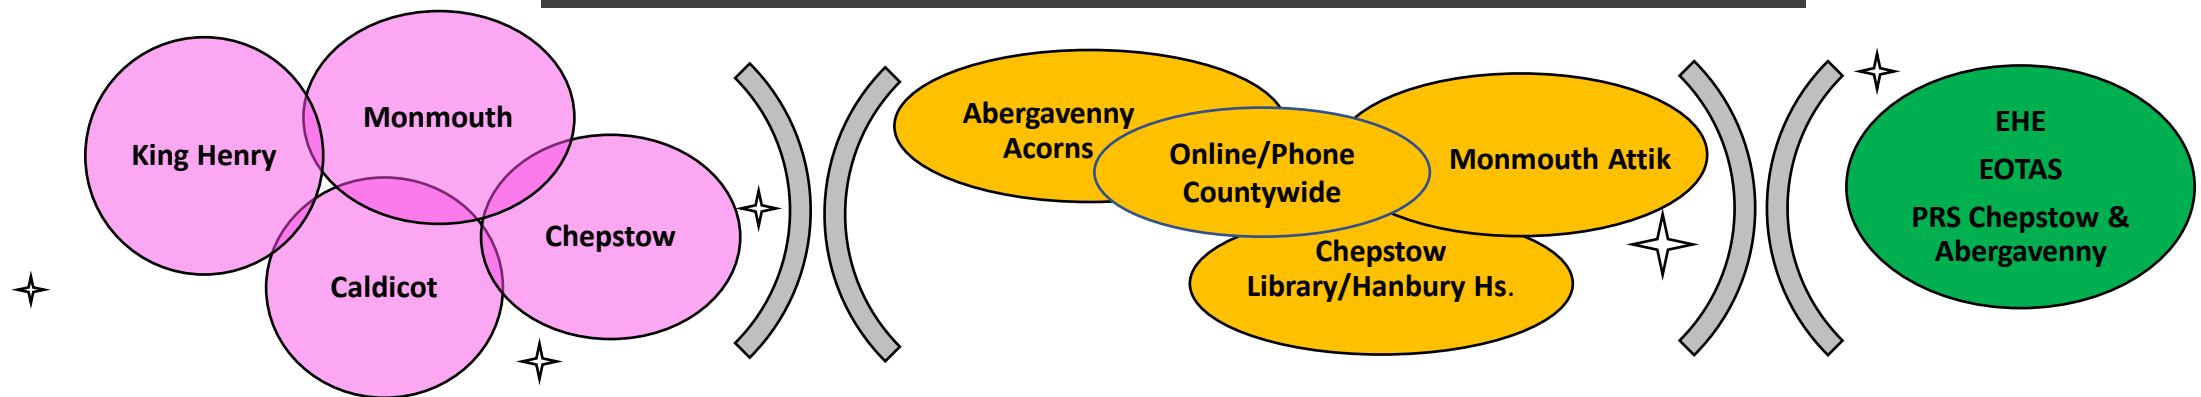 King Henry
Monmouth
Caldicot
Chepstow
Abergavenny
Acorns
Online/Phone
Countywide
Monmouth Attik
Chepstow
Library/Hanbury Hs.
EHE
EOTAS
PRS Chepstow &
Abergavenny